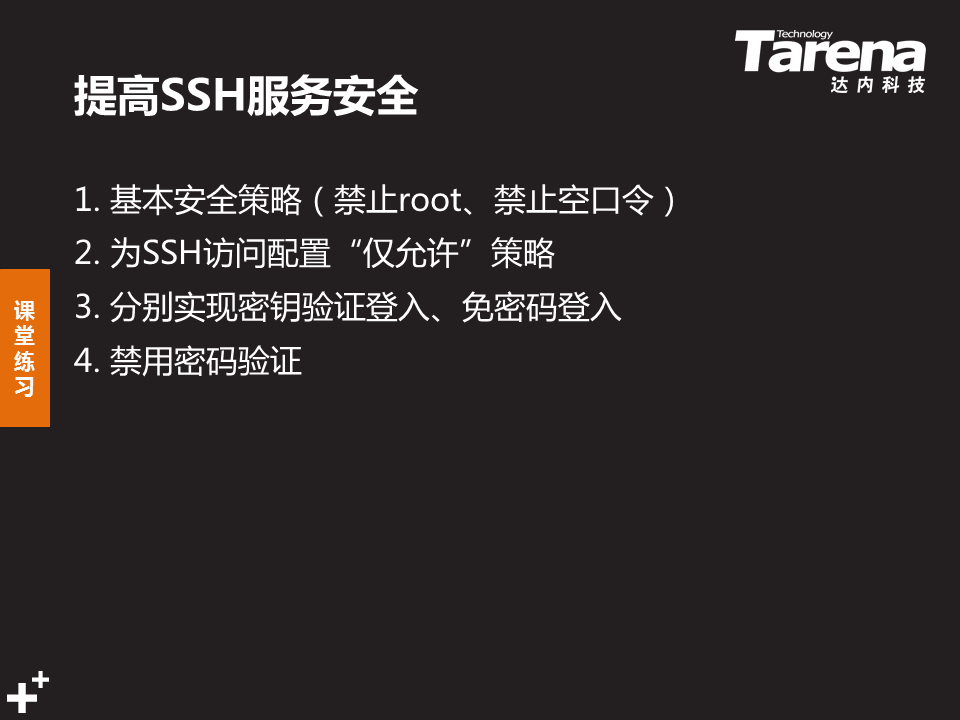 Technology
Tarena
达内科技
提高SSH服务安全
1. 基本安全策略（禁止root、禁止空口令）
2. 为SSH访问配置“仅允许”策略
3. 分别实现密钥验证登入、免密码登入
4. 禁用密码验证
课堂练习